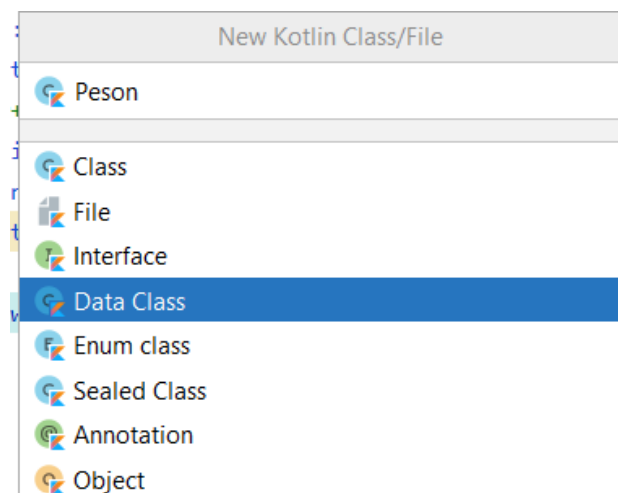 New Kotlin Class/File
Peson
Class
File
Interface
Data Class
Enum class
Sealed Class
Annotation
Object